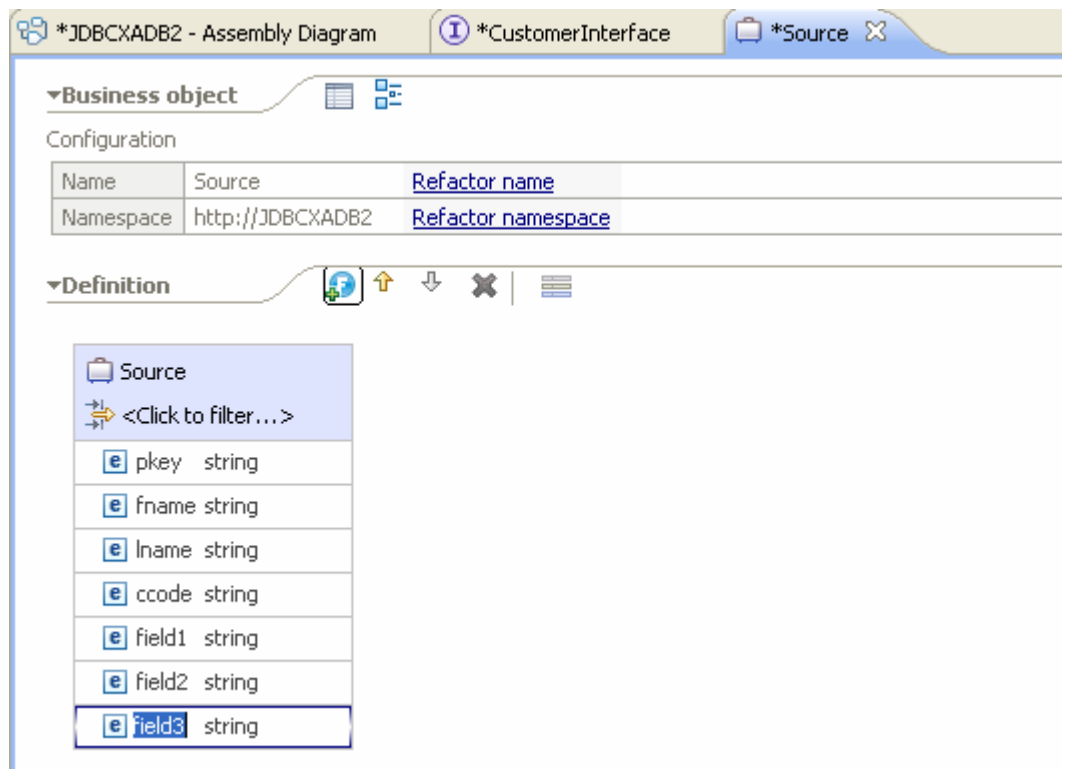 *JDBCXADB2 - Assembly Diagram *CustomerInterface *Source
Business object
Configuration
Name Source Refactor name
Namespace http://JDBCXADB2 Refactor namespace
Definition
Source
<Click to filter...>
e pkey string
e fname string
e lname string
e ccode string
e field1 string
e field2 string
e field3 string